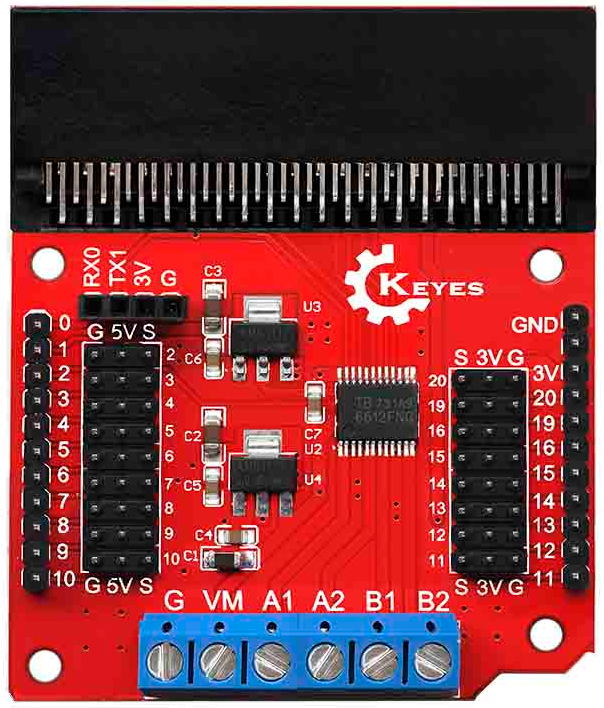 RX0
TX1
3V
G
C3
U3
KEYES
0
G 5V S
1
2
3
4
5
6
7
8
9
10
2
3
4
5
6
7
8
9
10
G 5V S
C6
C2
C5
C4
C1
C7
U2
U4
TB
6612FNG
GND
3V
20
19
16
15
14
13
12
11
S 3V G
20
19
16
15
14
13
12
11
S 3V G
G VM A1 A2 B1 B2